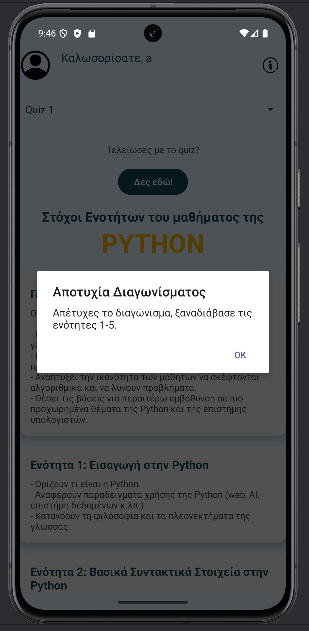 9:46
Καλωσορίσατε, a
Quiz 1
Τελείωσες με το quiz?
Δες εδώ!
Στόχοι Ενοτήτων του μαθήματος της
PYTHON
Αποτυχία Διαγωνίσματος
Απέτυχες το διαγώνισμα, ξαναδιάβασε τις
ενότητες 1-5.
OK
- Αναπτύξει την ικανότητα των μαθητών να σκέφτονται
αλγοριθμικά και να λύνουν προβλήματα.
- Θέσει τις βάσεις για περαιτέρω εμβάθυνση σε πιο
προχωρημένα θέματα της Python και της επιστήμης
υπολογιστών.
Ενότητα 1: Εισαγωγή στην Python
- Ορίζουν τι είναι η Python.
- Αναφέρουν παραδείγματα χρήσης της Python (web, AI,
επιστήμη δεδομένων κ.λπ.)
- Κατανοούν τη φιλοσοφία και τα πλεονεκτήματα της
γλώσσας.
Ενότητα 2: Βασικά Συντακτικά Στοιχεία στην
Python